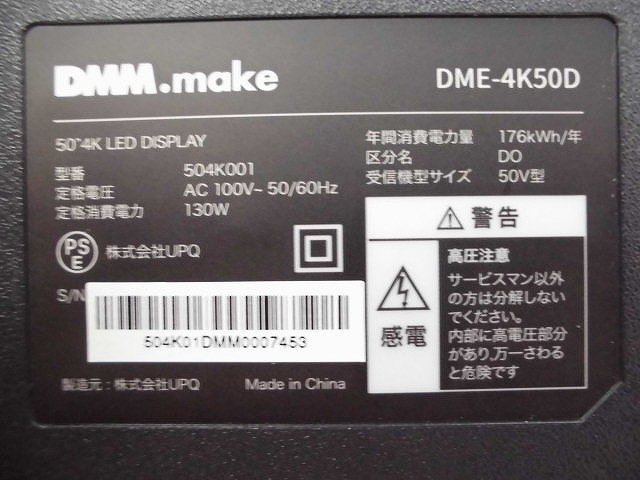 DMM.make
DME-4K50D
50"4K LED DISPLAY
型番 504K001
定格電圧 AC 100V~ 50/60Hz
定格消費電力 130W
年間消費電力量 176kWh/年
区分名 DO
受信機型サイズ 50V型
PS
E
株式会社UPQ
S/N
504K01DMM0007453
製造元：株式会社UPQ Made in China
警告
感電
高圧注意
サービスマン以外
の方は分解しない
でください。
内部に高電圧部分
があり,万一さわる
と危険です